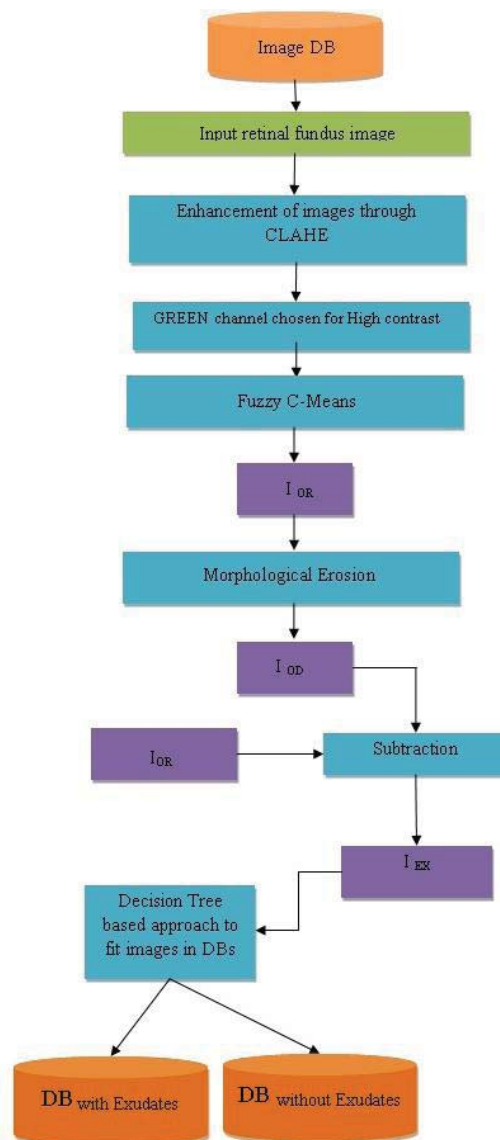 Image DB
Input retinal fundus image
Enhancement of images through
CLAHE
GREEN channel chosen for High contrast
Fuzzy C-Means
I OR
Morphological Erosion
I OD
I OR
Subtraction
I EX
Decision Tree
based approach to
fit images in DBs
DB with Exudates
DB without Exudates